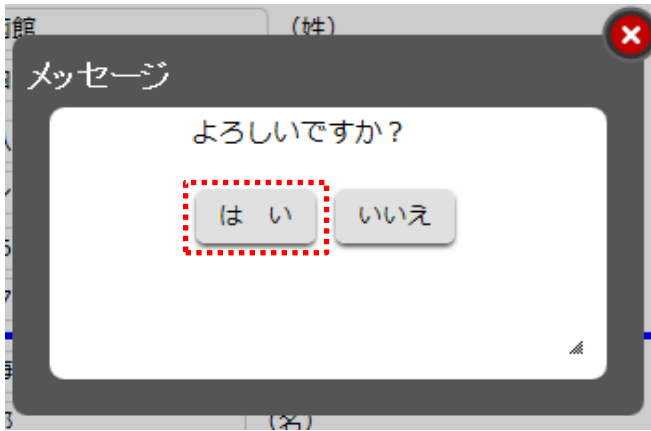 （姓）
メッセージ
よろしいですか？
は　い
いいえ
（名）